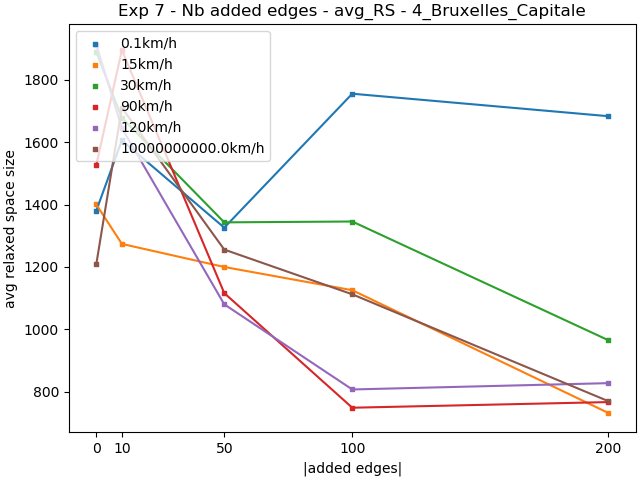 Exp 7 - Nb added edges - avg_RS - 4_Bruxelles_Capitale
0.1km/h
15km/h
30km/h
90km/h
120km/h
10000000000.0km/h
1800
1600
1400
1200
1000
800
avg relaxed space size
0 10 50 100 200
|added edges|